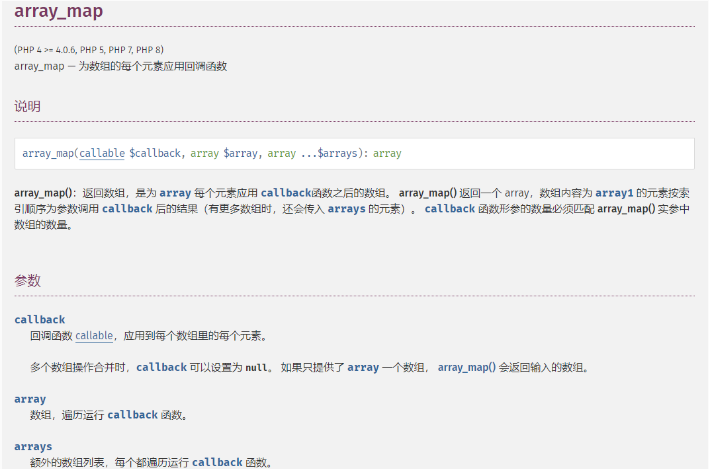 array_map
(PHP 4 >= 4.0.6, PHP 5, PHP 7, PHP 8)
array_map — 为数组的每个元素应用回调函数
说明
array_map(callable $callback, array $array, array ...$arrays): array
array_map()：返回数组，是为 array 每个元素应用 callback函数之后的数组。 array_map() 返回一个 array，数组内容为 array1 的元素按索
引顺序为参数调用 callback 后的结果（有更多数组时，还会传入 arrays 的元素）。 callback 函数形参的数量必须匹配 array_map() 实参中
数组的数量。
参数
callback
回调函数 callable，应用到每个数组里的每个元素。
多个数组操作合并时，callback 可以设置为 null。 如果只提供了 array 一个数组， array_map() 会返回输入的数组。
array
数组，遍历运行 callback 函数。
arrays
额外的数组列表，每个都遍历运行 callback 函数。